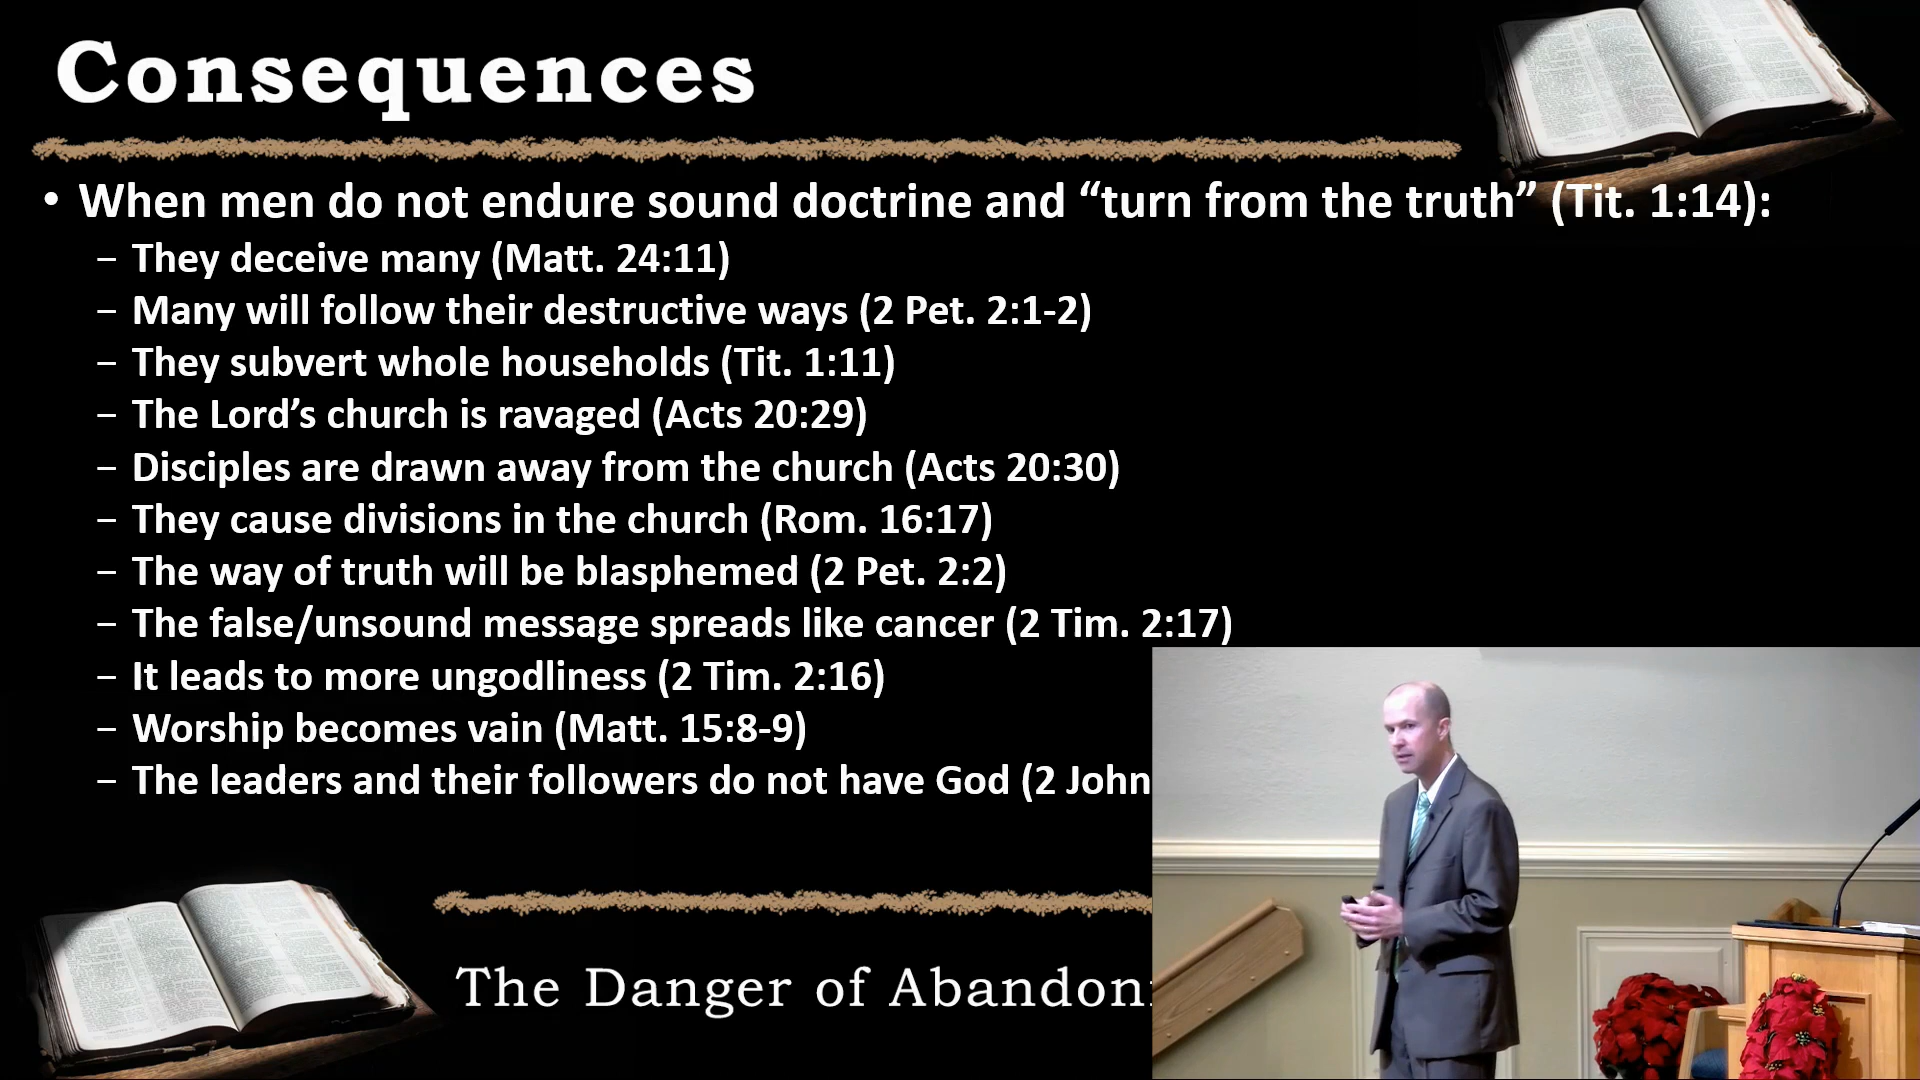 Consequences
• When men do not endure sound doctrine and “turn from the truth” (Tit. 1:14):
– They deceive many (Matt. 24:11)
– Many will follow their destructive ways (2 Pet. 2:1-2)
– They subvert whole households (Tit. 1:11)
– The Lord’s church is ravaged (Acts 20:29)
– Disciples are drawn away from the church (Acts 20:30)
– They cause divisions in the church (Rom. 16:17)
– The way of truth will be blasphemed (2 Pet. 2:2)
– The false/unsound message spreads like cancer (2 Tim. 2:17)
– It leads to more ungodliness (2 Tim. 2:16)
– Worship becomes vain (Matt. 15:8-9)
– The leaders and their followers do not have God (2 John
The Danger of